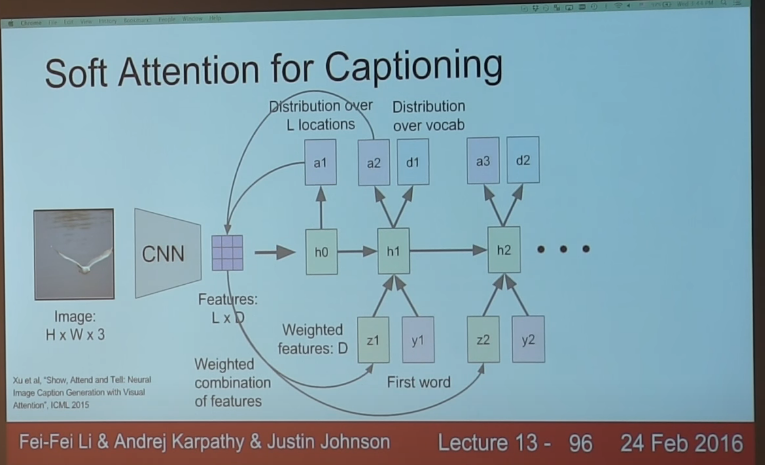 Soft Attention for Captioning
Distribution over
L locations
Distribution
over vocab
a1
a2
d1
a3
d2
CNN
h0
h1
h2
Image:
H x W x 3
Features:
L x D
Weighted
features: D
z1
y1
z2
y2
First word
Weighted
combination
of features
Xu et al, "Show, Attend and Tell: Neural
Image Caption Generation with Visual
Attention", ICML 2015
Fei-Fei Li & Andrej Karpathy & Justin Johnson
Lecture 13 - 96
24 Feb 2016